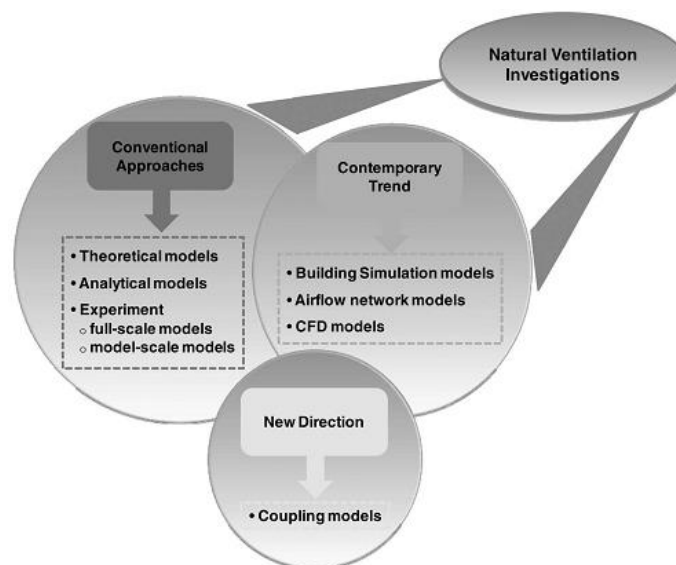 Natural Ventilation
Investigations
Conventional
Approaches
• Theoretical models
• Analytical models
• Experiment
o full-scale models
o model-scale models
Contemporary
Trend
• Building Simulation models
• Airflow network models
• CFD models
New Direction
• Coupling models